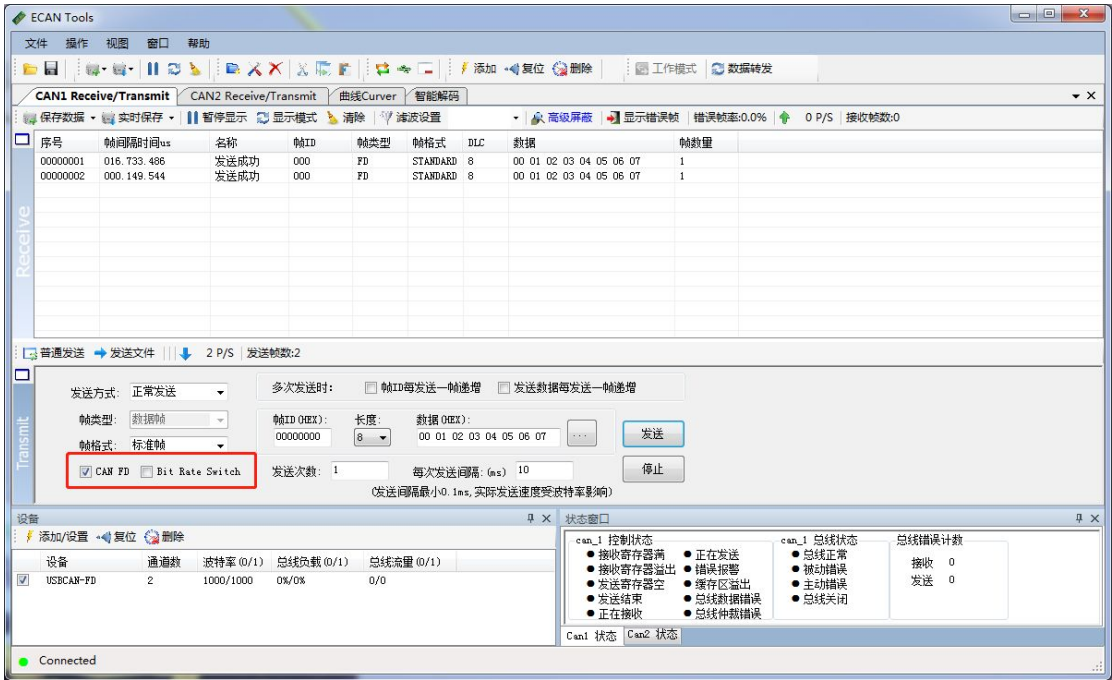 ECAN Tools
文件 操作 视图 窗口 帮助
添加 复位 删除 工作模式 数据转发
CAN1 Receive/Transmit CAN2 Receive/Transmit 曲线Curver 智能解码
保存数据 实时保存 暂停显示 显示模式 清除 滤波设置 高级屏蔽 显示错误帧 错误帧率:0.0% 0 P/S 接收帧数:0
序号 帧间隔时间us 名称 帧ID 帧类型 帧格式 DLC 数据 帧数量
00000001 016.733.486 发送成功 000 FD STANDARD 8 00 01 02 03 04 05 06 07 1
00000002 000.149.544 发送成功 000 FD STANDARD 8 00 01 02 03 04 05 06 07 1
Receive
普通发送 发送文件 2 P/S 发送帧数:2
发送方式: 正常发送 多次发送时: 帧ID每发送一帧递增 发送数据每发送一帧递增
帧类型: 数据帧 帧ID(HEX): 长度: 数据(HEX):
00000000 8 00 01 02 03 04 05 06 07 ... 发送
帧格式: 标准帧
CAN FD Bit Rate Switch 发送次数: 1 每次发送间隔:(ms) 10 停止
(发送间隔最小0.1ms,实际发送速度受波特率影响)
Transmit
设备
添加/设置 复位 删除
设备 通道数 波特率(0/1) 总线负载(0/1) 总线流量(0/1)
USBCAN-FD 2 1000/1000 0%/0% 0/0
状态窗口
can_1 控制状态 can_1 总线状态 总线错误计数
接收寄存器满 正在发送 总线正常 接收 0
接收寄存器溢出 错误报警 被动错误
发送寄存器空 缓存区溢出 主动错误 发送 0
发送结束 总线数据错误 总线关闭
正在接收 总线仲裁错误
Can1 状态 Can2 状态
Connected